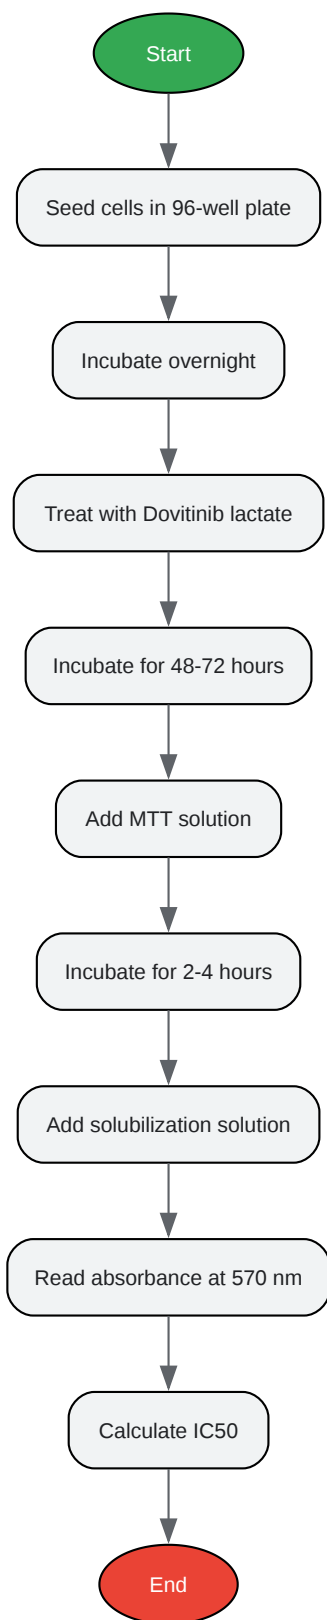 Start
Seed cells in 96-well plate
Incubate overnight
Treat with Dovitinib lactate
Incubate for 48-72 hours
Add MTT solution
Incubate for 2-4 hours
Add solubilization solution
Read absorbance at 570 nm
Calculate IC50
End